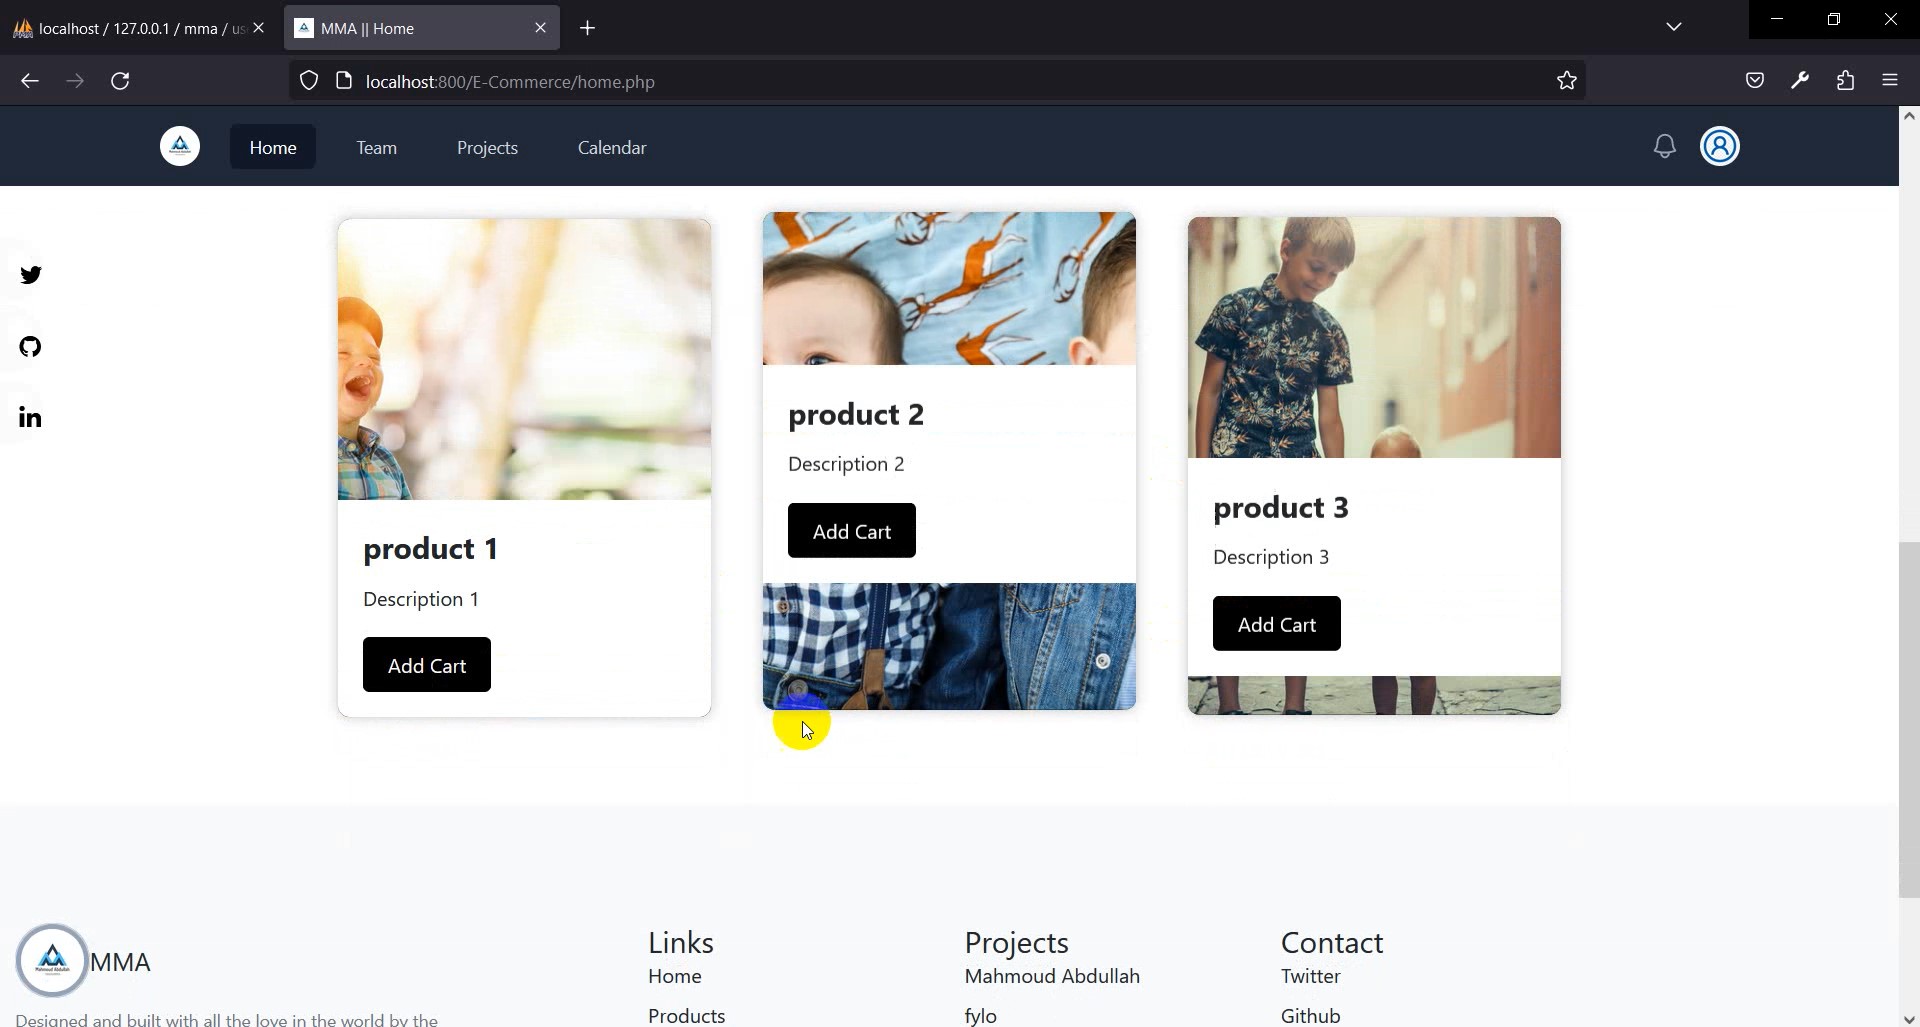 localhost / 127.0.0.1 / mma / us
MMA || Home
localhost:800/E-Commerce/home.php
Home
Team
Projects
Calendar
product 1
Description 1
Add Cart
product 2
Description 2
Add Cart
product 3
Description 3
Add Cart
MMA
Designed and built with all the love in the world by the
Links
Home
Products
Projects
Mahmoud Abdullah
fylo
Contact
Twitter
Github